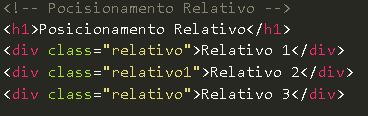 <!-- Pocisionamento Relativo -->
<h1>Posicionamento Relativo</h1>
<div class="relativo">Relativo 1</div>
<div class="relativo1">Relativo 2</div>
<div class="relativo">Relativo 3</div>